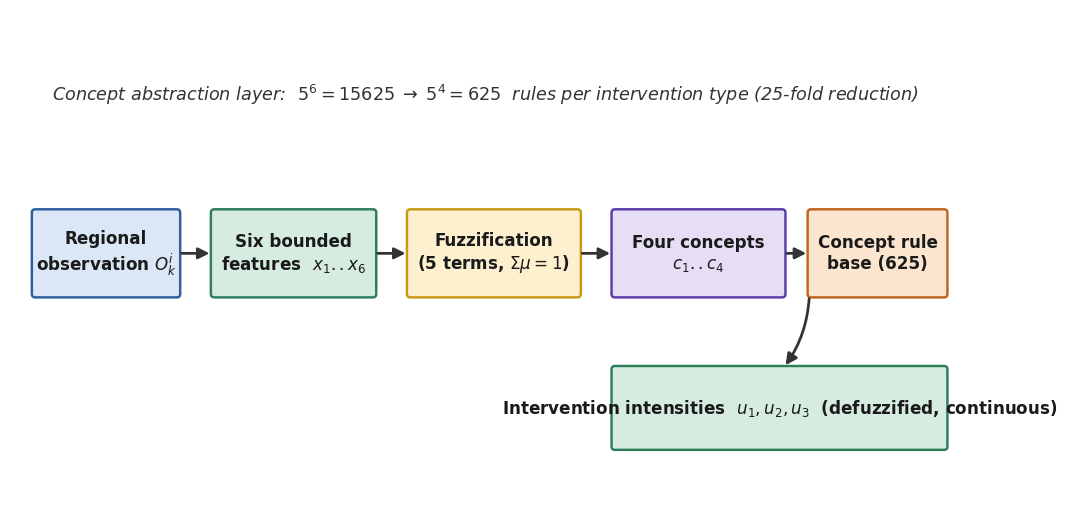 Concept abstraction layer: 5^6 = 15625 → 5^4 = 625 rules per intervention type (25-fold reduction)
Regional
observation O_k^i
Six bounded
features x_1..x_6
Fuzzification
(5 terms, Σμ = 1)
Four concepts
c_1..c_4
Concept rule
base (625)
Intervention intensities u_1, u_2, u_3 (defuzzified, continuous)